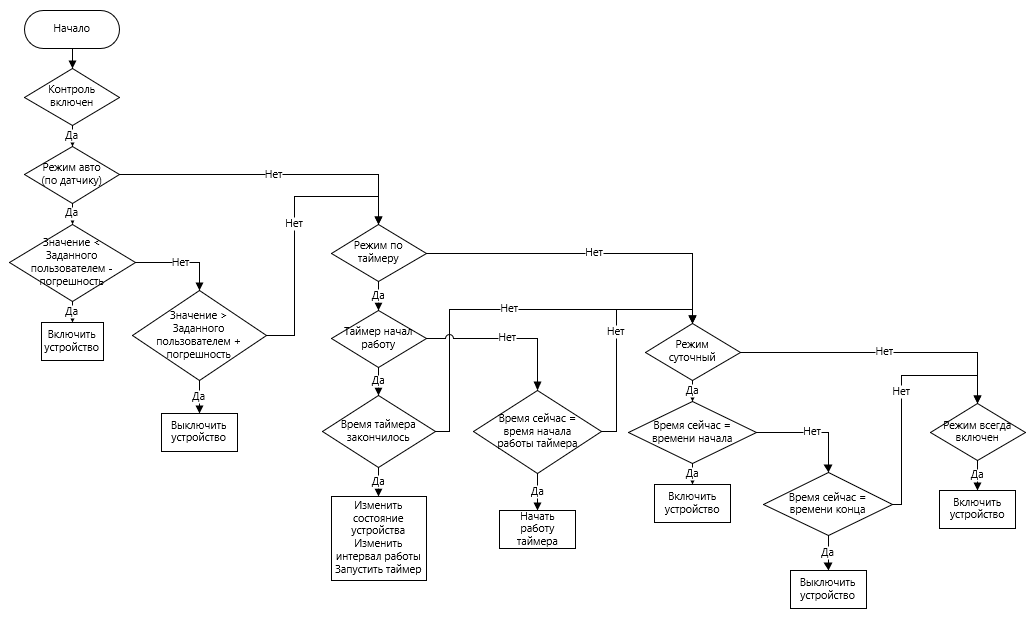 Начало
Контроль
включен
Да
Режим авто
(по датчику)
Нет
Да
Значение <
Заданного
пользователем -
погрешность
Нет
Да
Включить
устройство
Значение >
Заданного
пользователем +
погрешность
Нет
Да
Выключить
устройство
Режим по
таймеру
Нет
Да
Таймер начал
работу
Нет
Да
Время таймера
закончилось
Нет
Да
Изменить
состояние
устройства
Изменить
интервал работы
Запустить таймер
Время сейчас =
время начала
работы таймера
Нет
Да
Начать
работу
таймера
Режим
суточный
Нет
Да
Время сейчас =
времени начала
Нет
Да
Включить
устройство
Время сейчас =
времени конца
Нет
Да
Выключить
устройство
Режим всегда
включен
Да
Включить
устройство